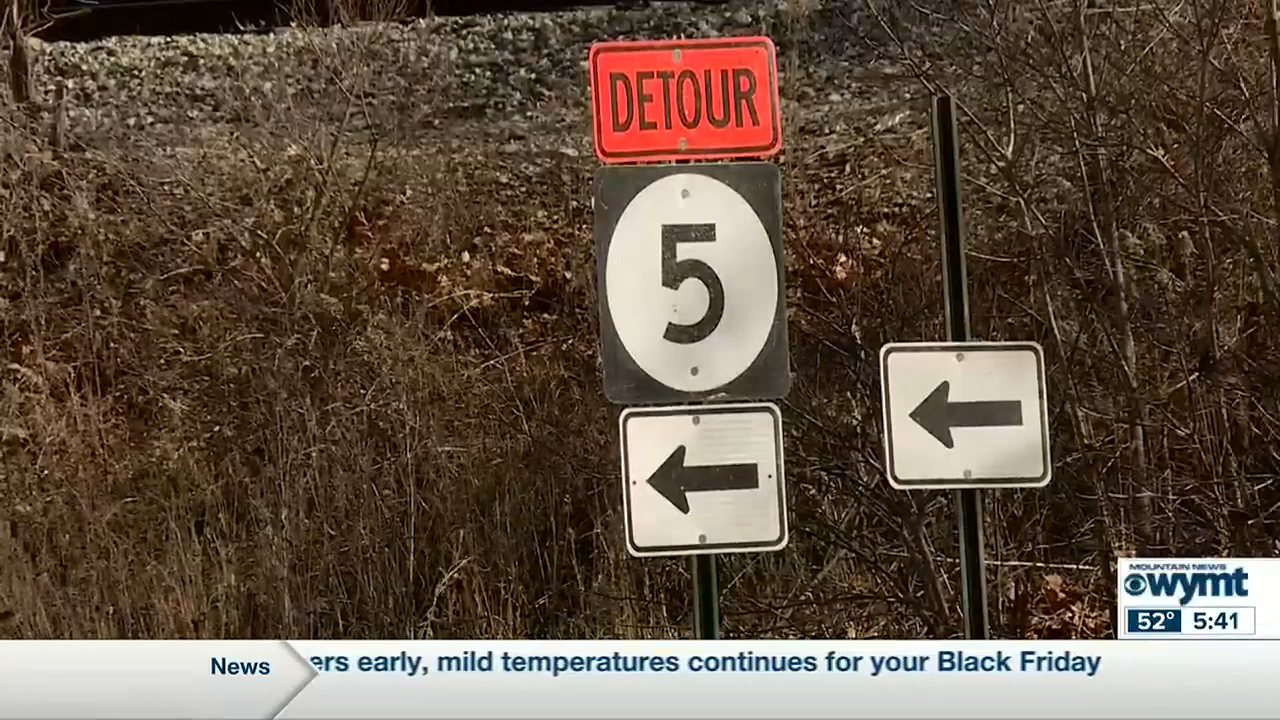 DETOUR
5
MOUNTAIN NEWS
wymt
52° 5:41
News
ers early, mild temperatures continues for your Black Friday